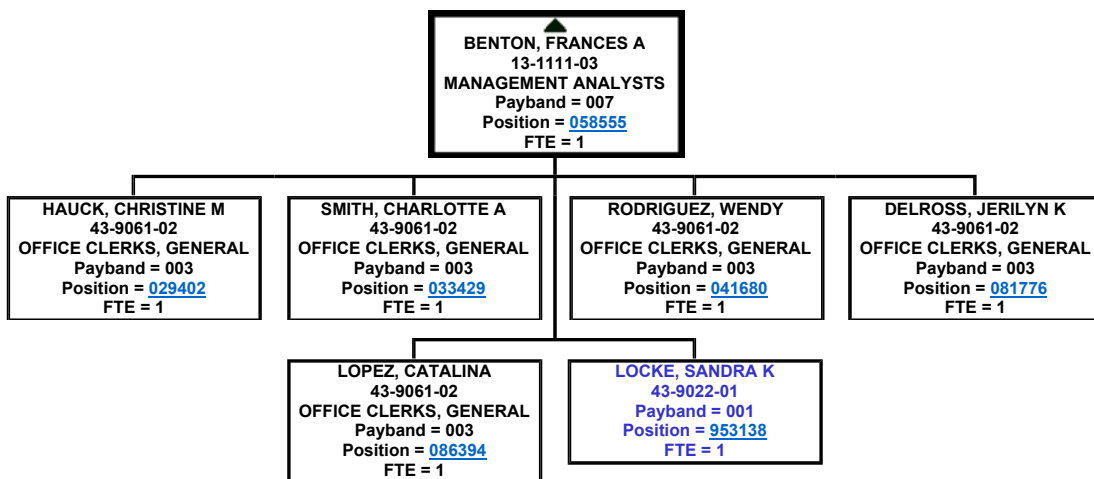 BENTON, FRANCES A
13-1111-03
MANAGEMENT ANALYSTS
Payband = 007
Position = 058555
FTE = 1
HAUCK, CHRISTINE M
43-9061-02
OFFICE CLERKS, GENERAL
Payband = 003
Position = 029402
FTE = 1
SMITH, CHARLOTTE A
43-9061-02
OFFICE CLERKS, GENERAL
Payband = 003
Position = 033429
FTE = 1
RODRIGUEZ, WENDY
43-9061-02
OFFICE CLERKS, GENERAL
Payband = 003
Position = 041680
FTE = 1
DELROSS, JERILYN K
43-9061-02
OFFICE CLERKS, GENERAL
Payband = 003
Position = 081776
FTE = 1
LOPEZ, CATALINA
43-9061-02
OFFICE CLERKS, GENERAL
Payband = 003
Position = 086394
FTE = 1
LOCKE, SANDRA K
43-9022-01
Payband = 001
Position = 953138
FTE = 1